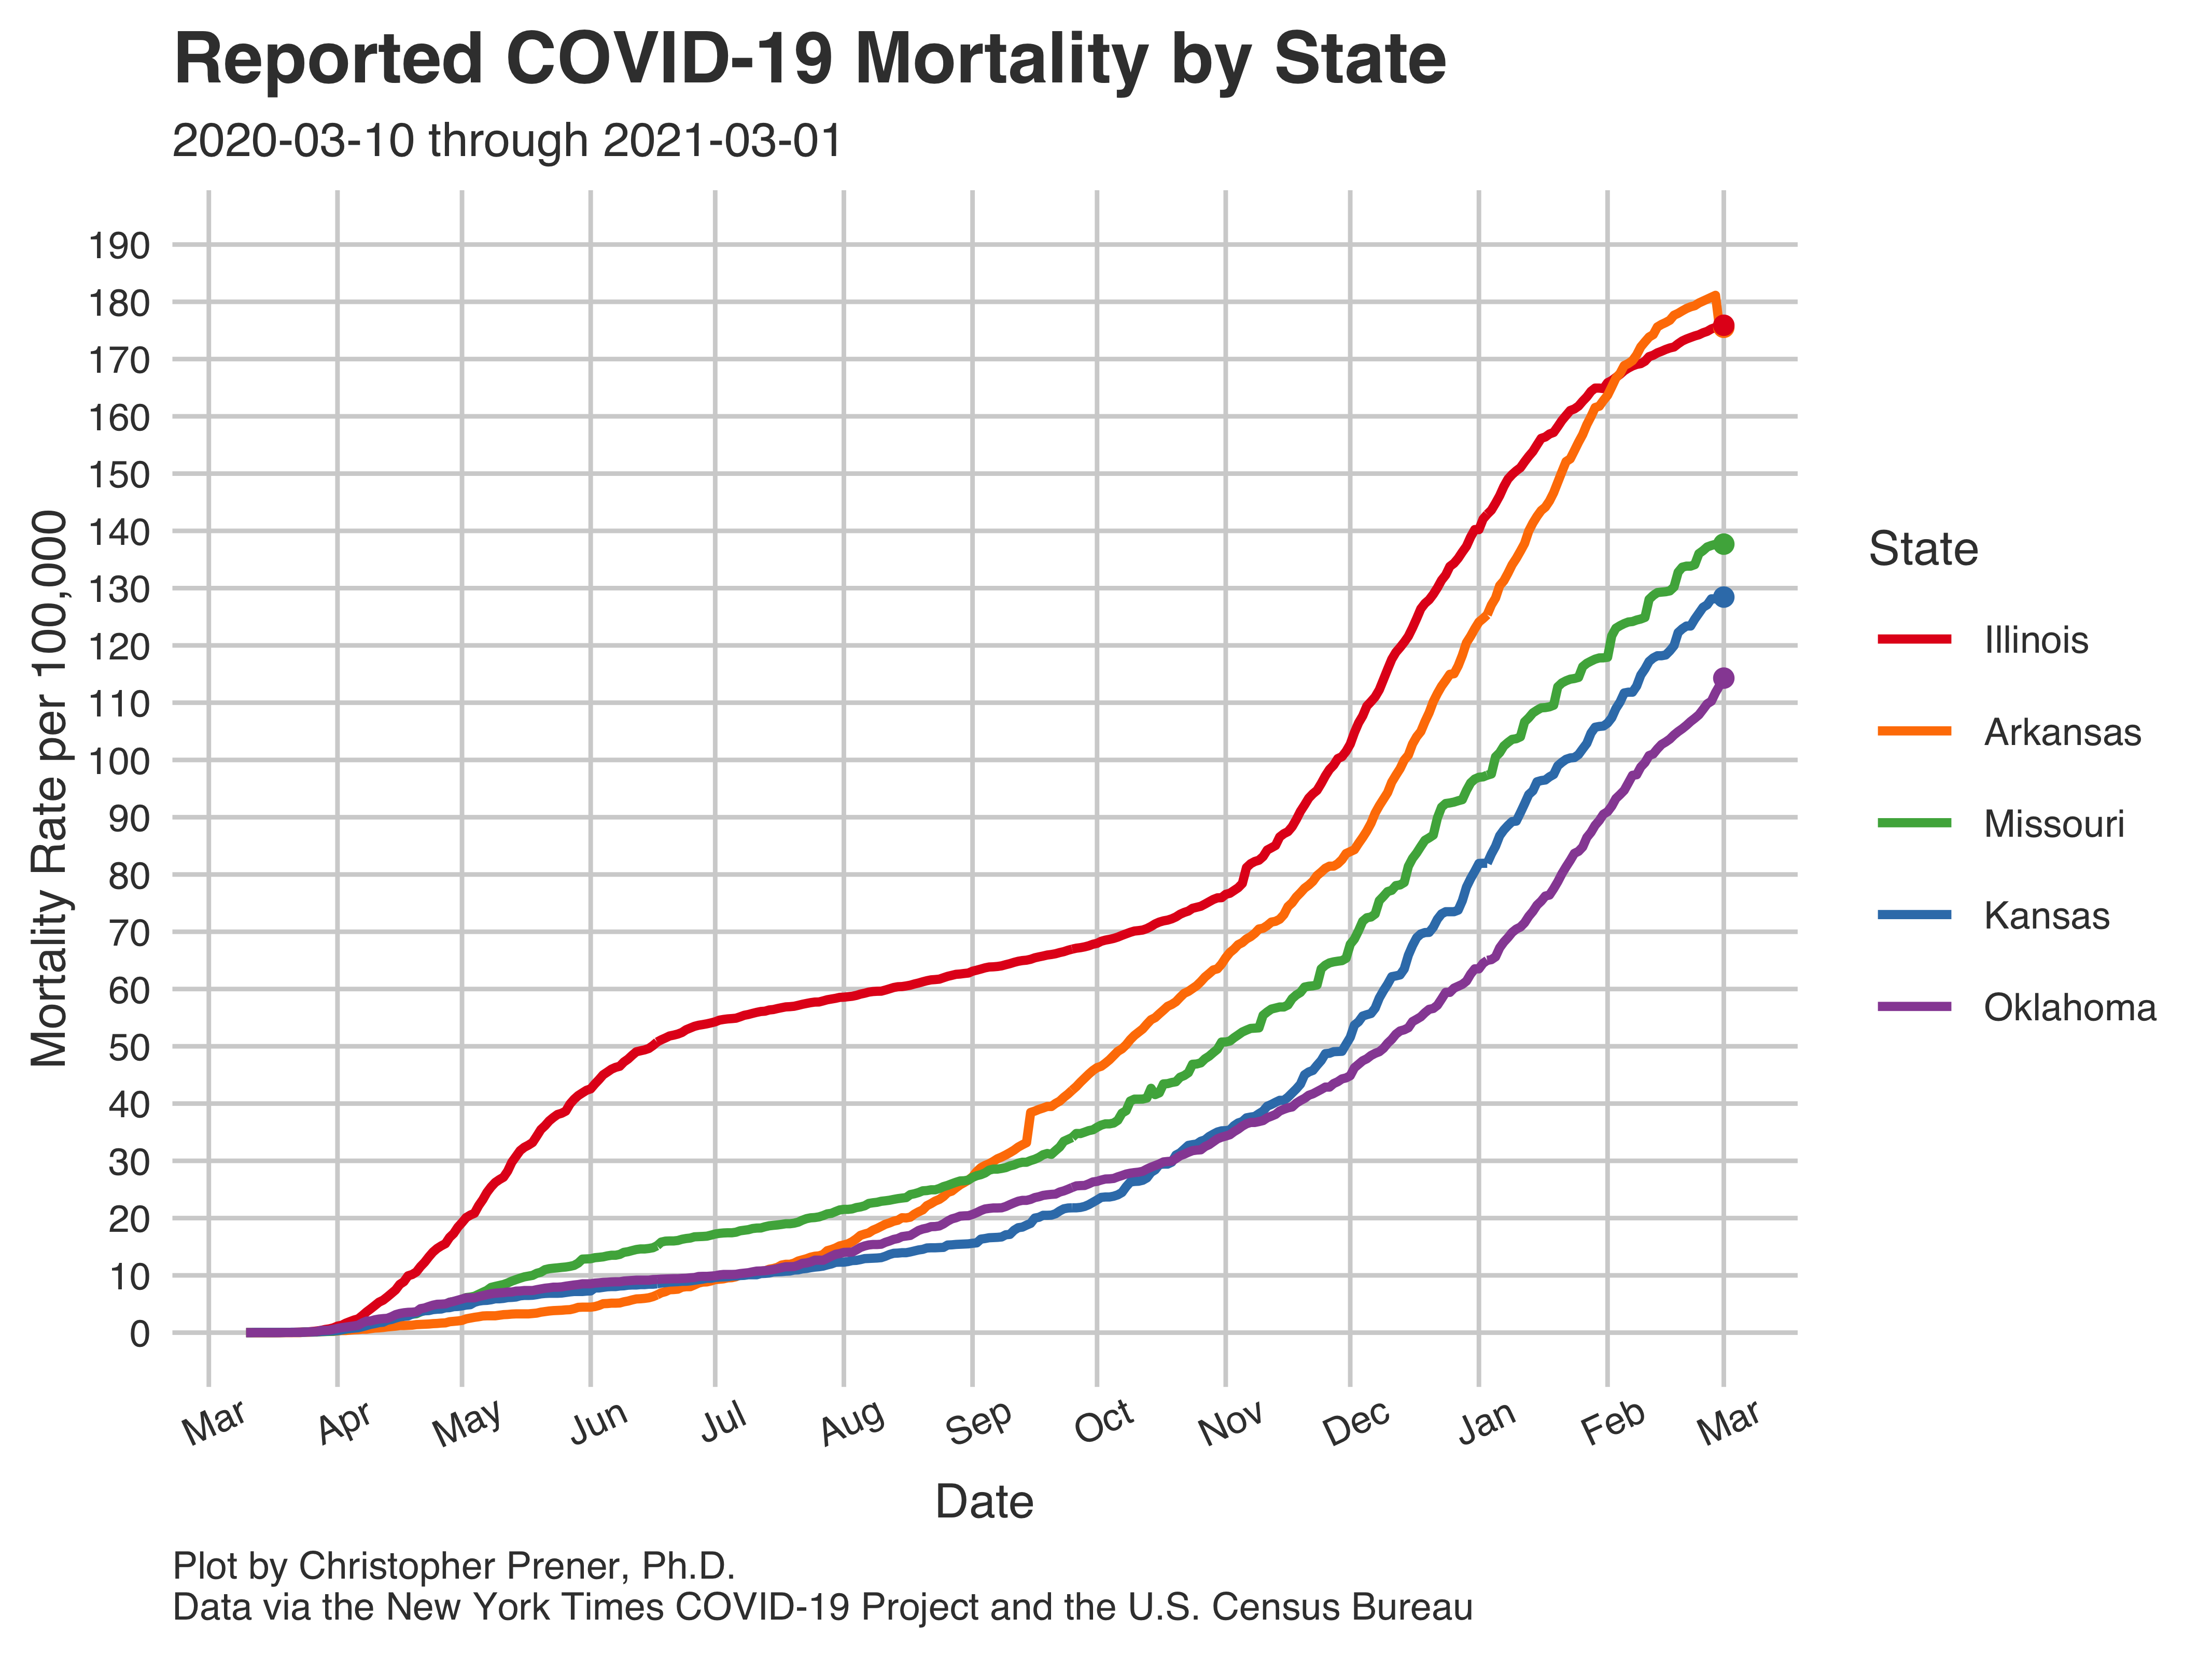 Reported COVID-19 Mortality by State
2020-03-10 through 2021-03-01
Mortality Rate per 100,000
190
180
170
160
150
140
130
120
110
100
90
80
70
60
50
40
30
20
10
0
Mar
Apr
May
Jun
Jul
Aug
Sep
Oct
Nov
Dec
Jan
Feb
Mar
Date
State
Illinois
Arkansas
Missouri
Kansas
Oklahoma
Plot by Christopher Prener, Ph.D.
Data via the New York Times COVID-19 Project and the U.S. Census Bureau